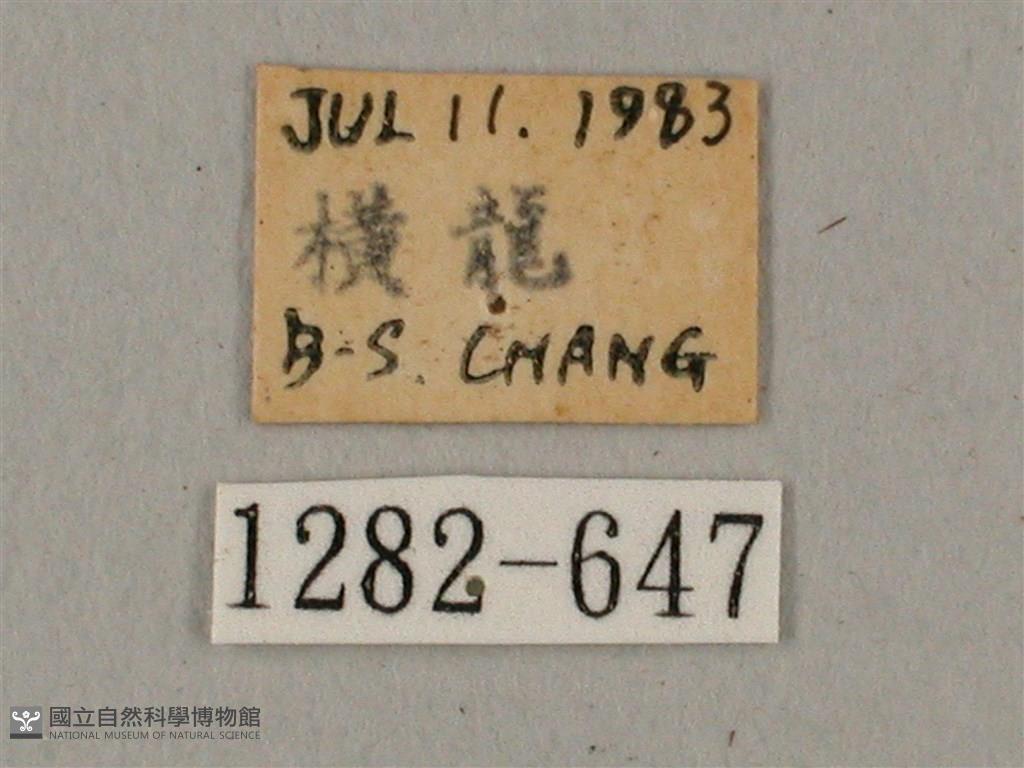 JUL 11. 1983
橫龍
B-S. CHANG
1282-647
國立自然科學博物館
NATIONAL MUSEUM OF NATURAL SCIENCE